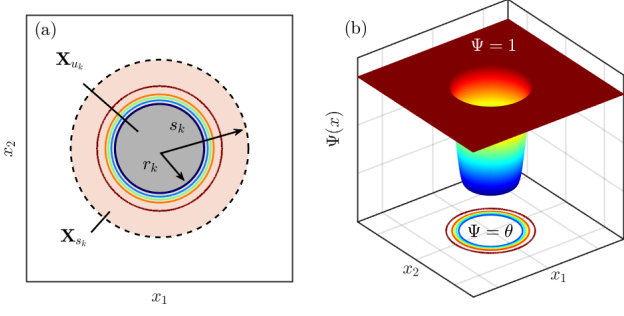 (a)
X_{u_k}
s_k
r_k
X_{s_k}
x_2
x_1
(b)
Ψ = 1
Ψ(x)
Ψ = θ
x_2
x_1